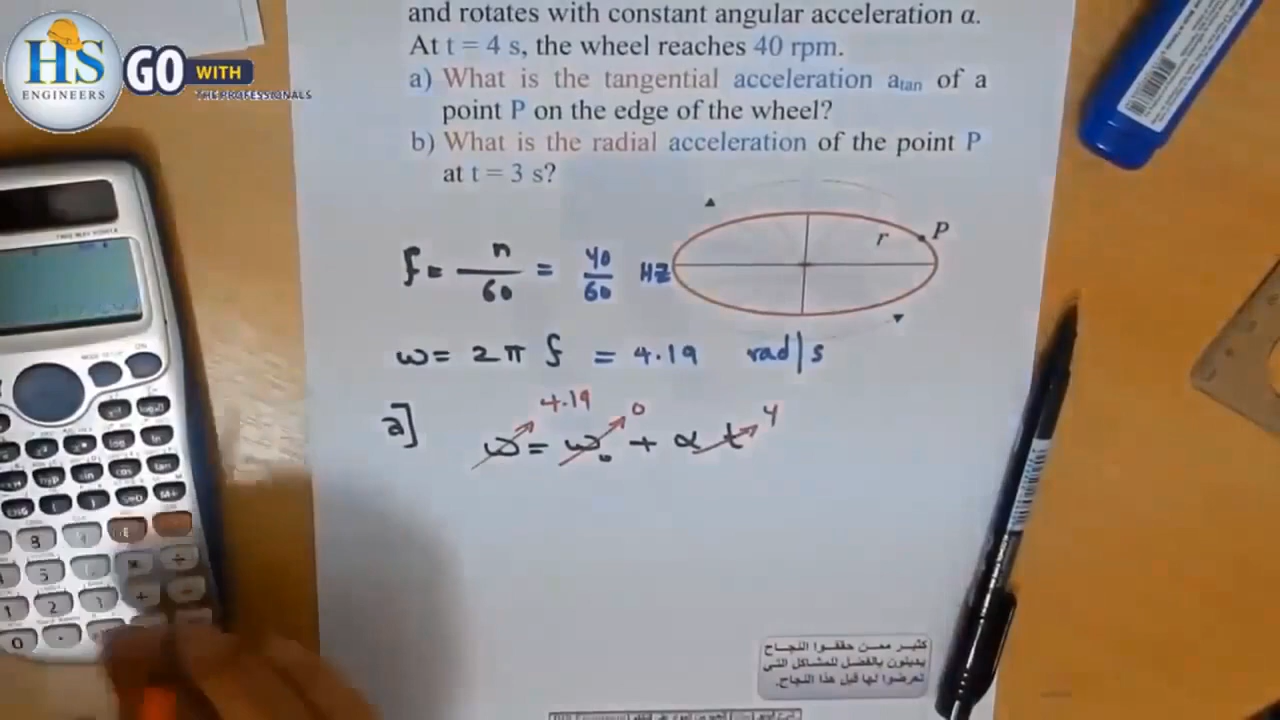 and rotates with constant angular acceleration α.
At t = 4 s, the wheel reaches 40 rpm.
a) What is the tangential acceleration atan of a
point P on the edge of the wheel?
b) What is the radial acceleration of the point P
at t = 3 s?
HS
ENGINEERS
GO WITH
THE PROFESSIONALS
r P
f = n/60 = 40/60 HZ
ω = 2π f = 4.19 rad/s
a] ω = ω₀ + α t
4.19 0 4
كثير ممن حققوا النجاح
يدينون بالفضل للمشاكل التى
تعرضوا لها قبل هذا النجاح.